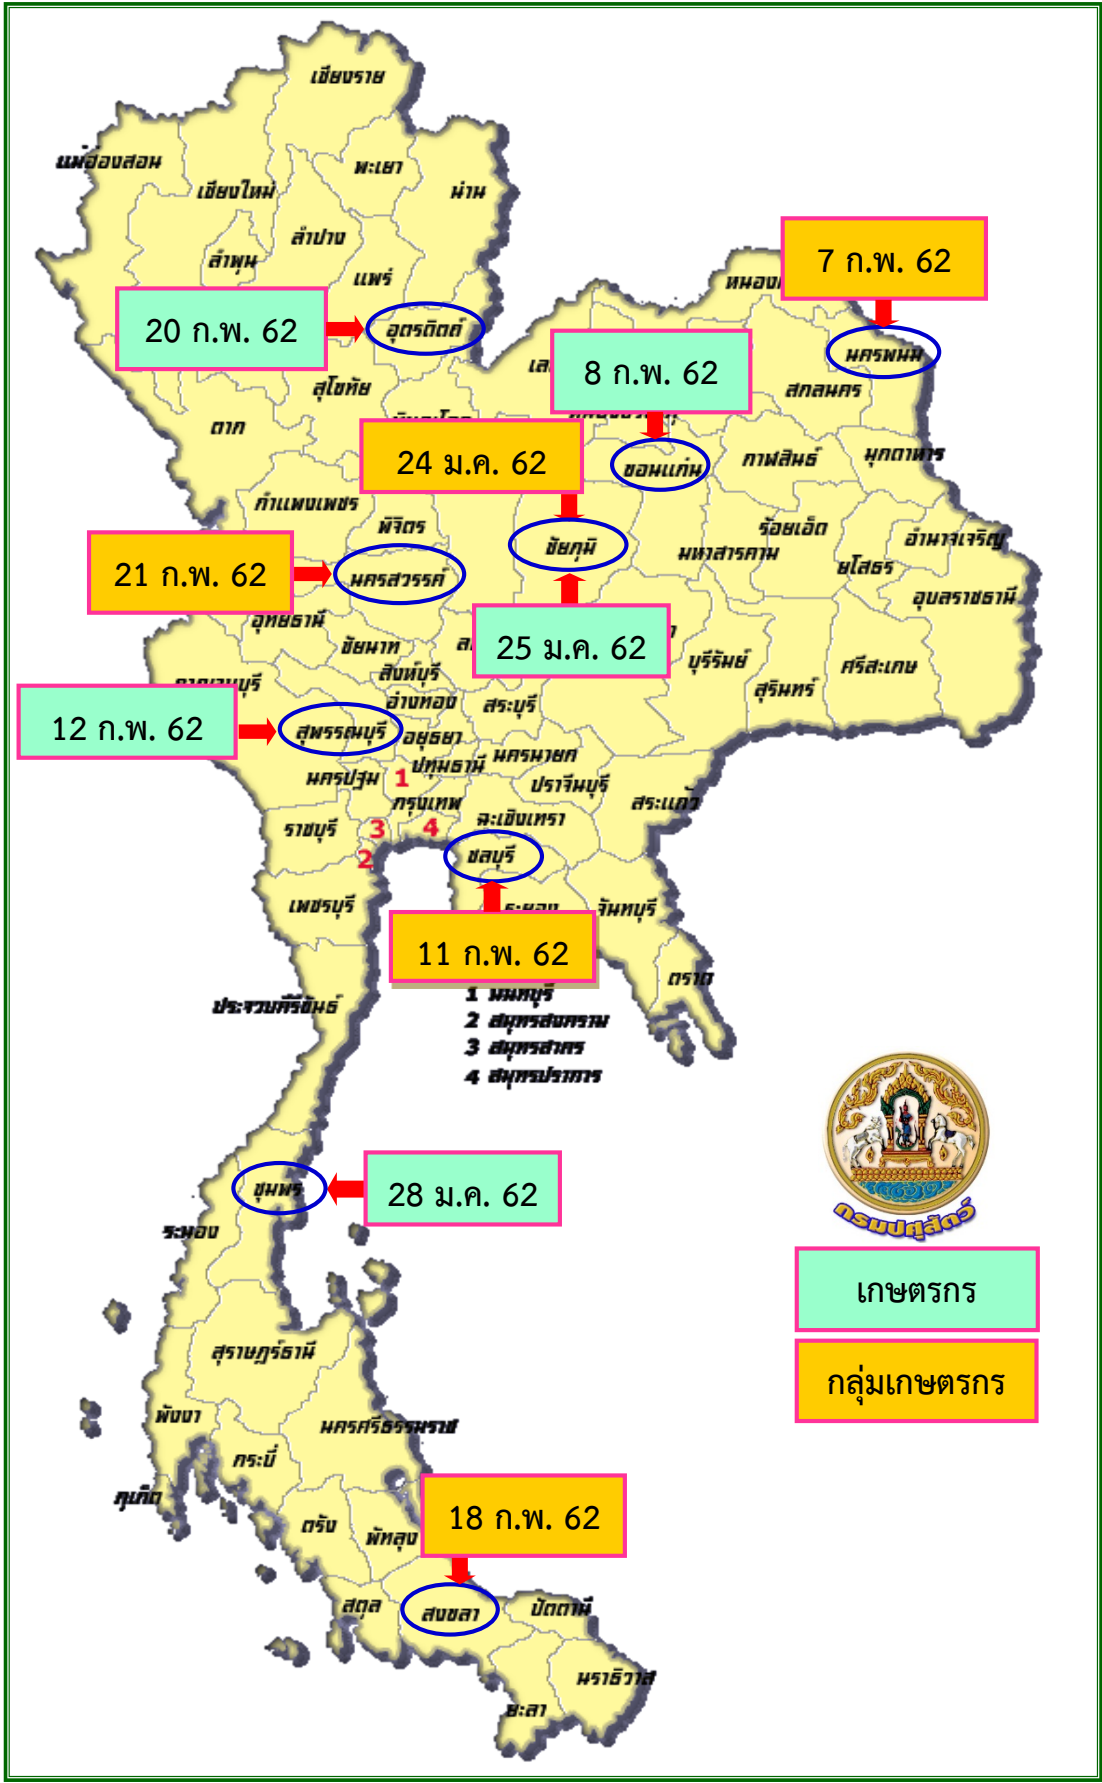 เชียงราย
แม่ฮ่องสอน
พะเยา
เชียงใหม่
น่าน
ลำปาง
ลำพูน
แพร่
7 ก.พ. 62
20 ก.พ. 62
อุตรดิตถ์
นครพนม
8 ก.พ. 62
สุโขทัย
สกลนคร
ตาก
24 ม.ค. 62
ขอนแก่น
กาฬสินธุ์
มุกดาหาร
กำแพงเพชร
พิจิตร
ร้อยเอ็ด
อำนาจเจริญ
ชัยภูมิ
มหาสารคาม
ยโสธร
21 ก.พ. 62
นครสวรรค์
อุบลราชธานี
อุทัยธานี
ชัยนาท
25 ม.ค. 62
บุรีรัมย์
ศรีสะเกษ
สิงห์บุรี
สุรินทร์
อ่างทอง
สระบุรี
12 ก.พ. 62
สุพรรณบุรี
อยุธยา
นครนายก
นครปฐม
1
ปทุมธานี
ปราจีนบุรี
กรุงเทพ
สระแก้ว
ราชบุรี
3
4
ฉะเชิงเทรา
2
ชลบุรี
เพชรบุรี
ระยอง
จันทบุรี
11 ก.พ. 62
ตราด
ประจวบคีรีขันธ์
1 นนทบุรี
2 สมุทรสงคราม
3 สมุทรสาคร
4 สมุทรปราการ
ชุมพร
28 ม.ค. 62
ระนอง
กรมปศุสัตว์
เกษตรกร
สุราษฎร์ธานี
กลุ่มเกษตรกร
พังงา
นครศรีธรรมราช
กระบี่
ภูเก็ต
ตรัง
พัทลุง
18 ก.พ. 62
สตูล
สงขลา
ปัตตานี
นราธิวาส
ยะลา